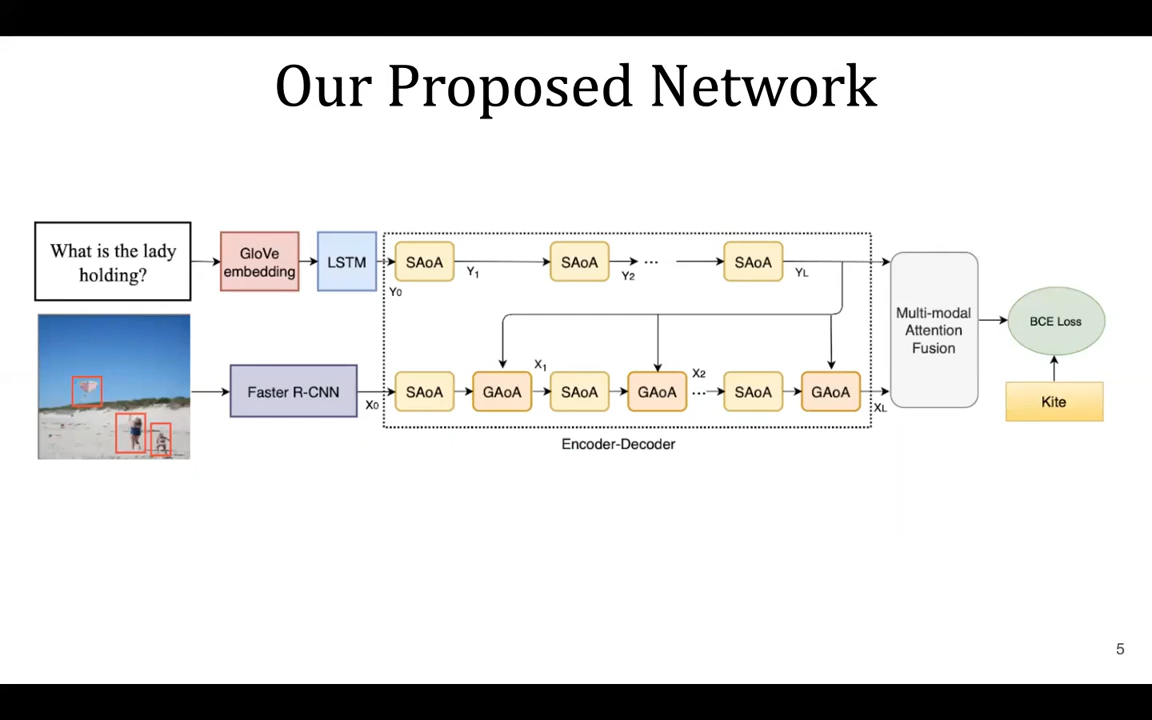 Our Proposed Network
What is the lady
holding?
GloVe
embedding
LSTM
SAoA
Y1
SAoA
Y2
...
SAoA
YL
Y0
Multi-modal
Attention
Fusion
BCE Loss
Kite
Faster R-CNN
X0
SAoA
GAoA
X1
SAoA
GAoA
X2
...
SAoA
GAoA
XL
Encoder-Decoder
5